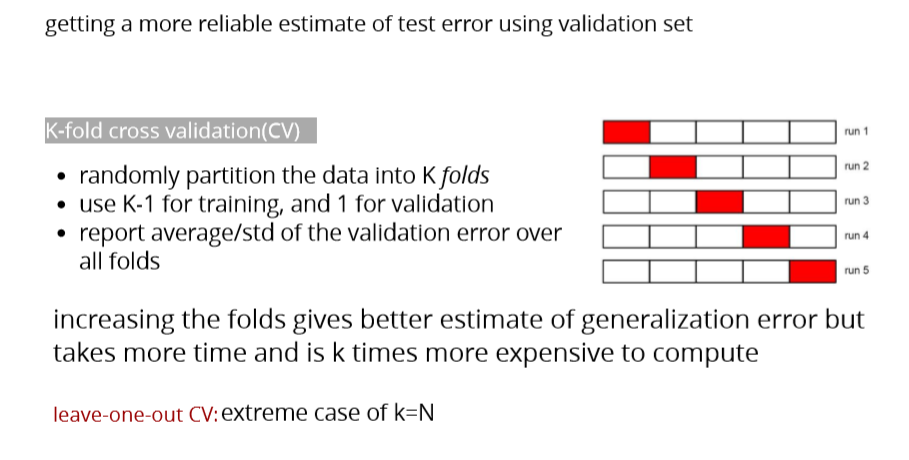 getting a more reliable estimate of test error using validation set
K-fold cross validation(CV)
• randomly partition the data into K folds
• use K-1 for training, and 1 for validation
• report average/std of the validation error over
all folds
run 1
run 2
run 3
run 4
run 5
increasing the folds gives better estimate of generalization error but
takes more time and is k times more expensive to compute
leave-one-out CV: extreme case of k=N